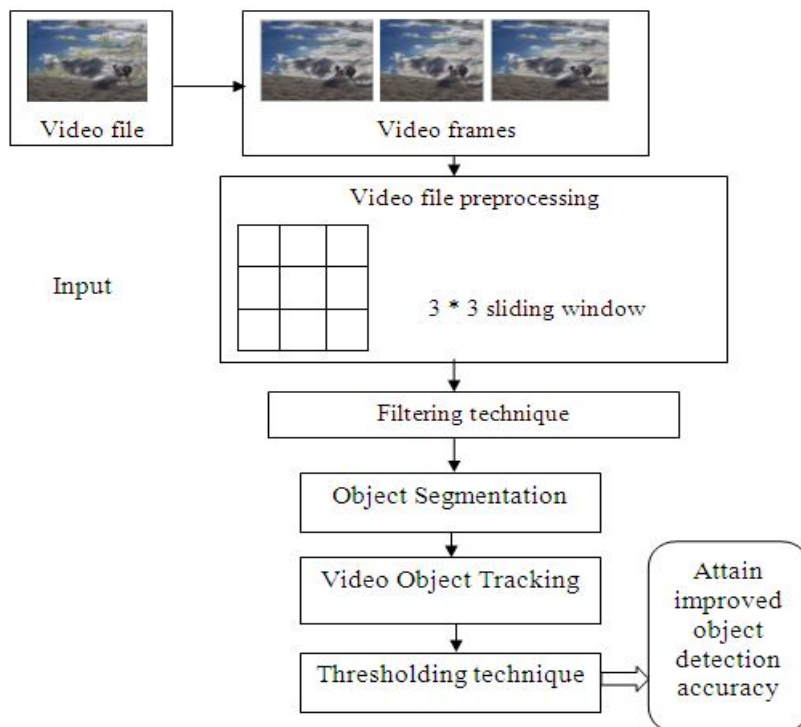 Video file
Video frames
Video file preprocessing
Input
3 * 3 sliding window
Filtering technique
Object Segmentation
Video Object Tracking
Thresholding technique
Attain
improved
object
detection
accuracy